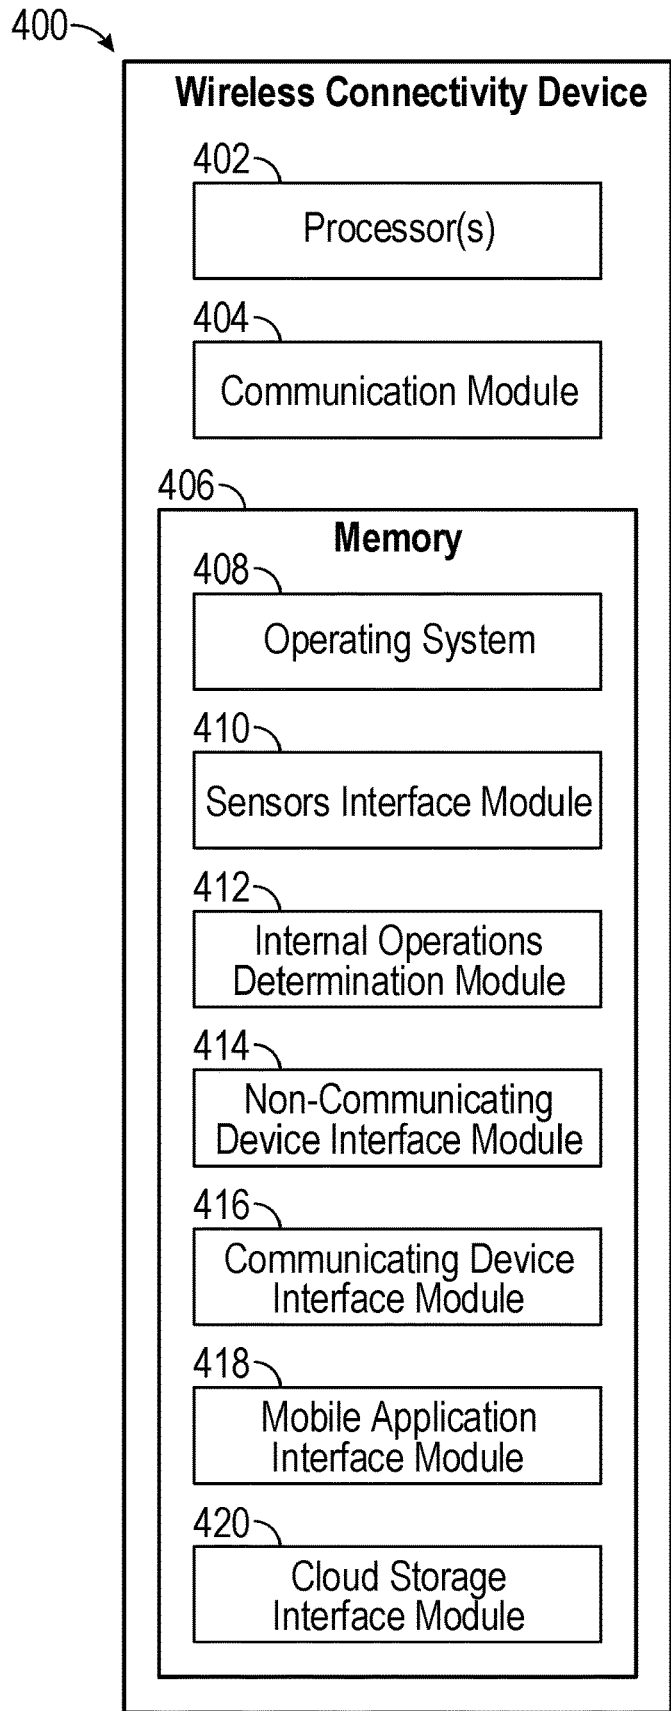 400
Wireless Connectivity Device
402
Processor(s)
404
Communication Module
406
Memory
408
Operating System
410
Sensors Interface Module
412
Internal Operations
Determination Module
414
Non-Communicating
Device Interface Module
416
Communicating Device
Interface Module
418
Mobile Application
Interface Module
420
Cloud Storage
Interface Module